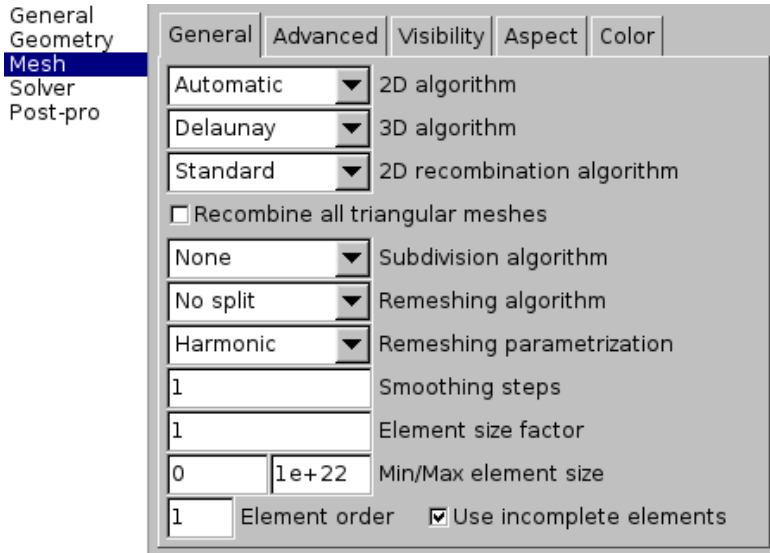 General
Geometry
Mesh
Solver
Post-pro
General Advanced Visibility Aspect Color
Automatic 2D algorithm
Delaunay 3D algorithm
Standard 2D recombination algorithm
Recombine all triangular meshes
None Subdivision algorithm
No split Remeshing algorithm
Harmonic Remeshing parametrization
1 Smoothing steps
1 Element size factor
0 1e+22 Min/Max element size
1 Element order Use incomplete elements